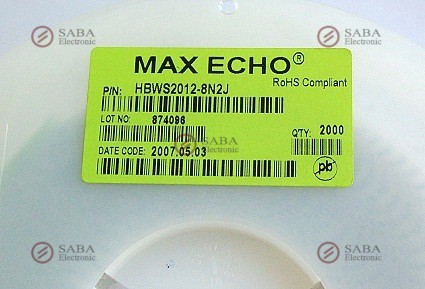 SABA
Electronic
SABA
Electronic
MAX ECHO®
RoHS Compliant
P/N: HBWS2012-8N2J
LOT NO: 874096
QTY: 2000
DATE CODE: 2007.05.03
pb
SABA
Electronic
SABA
Electronic
SABA
Electronic